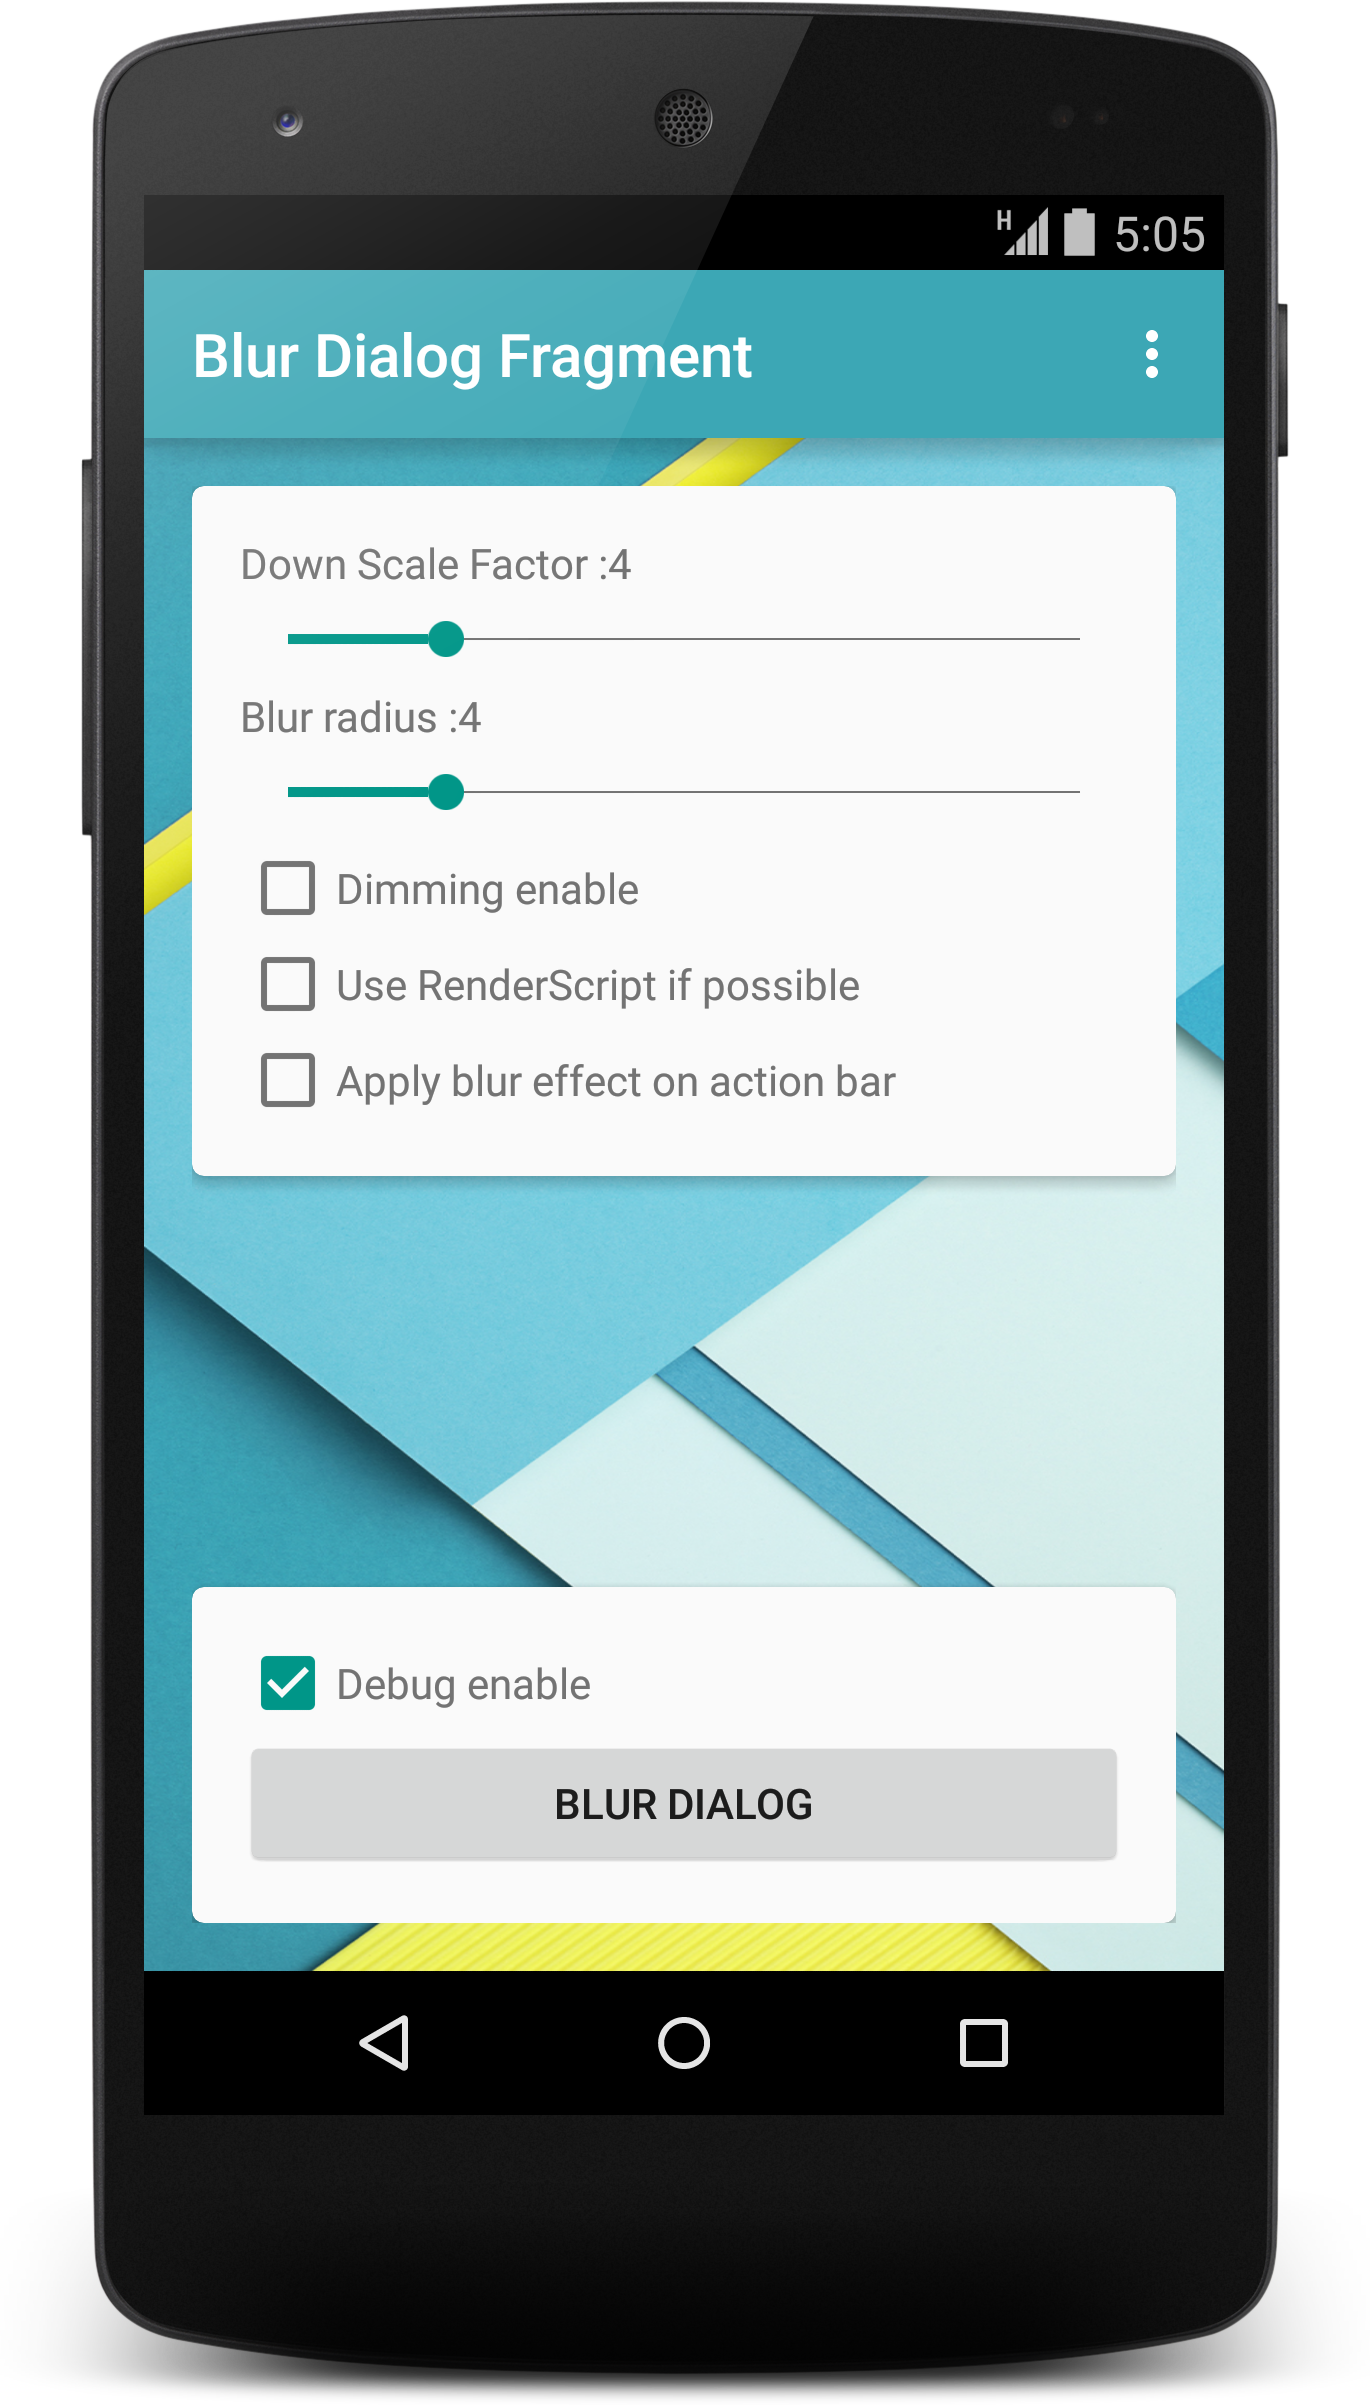 H 5:05
Blur Dialog Fragment
Down Scale Factor :4
Blur radius :4
Dimming enable
Use RenderScript if possible
Apply blur effect on action bar
Debug enable
BLUR DIALOG